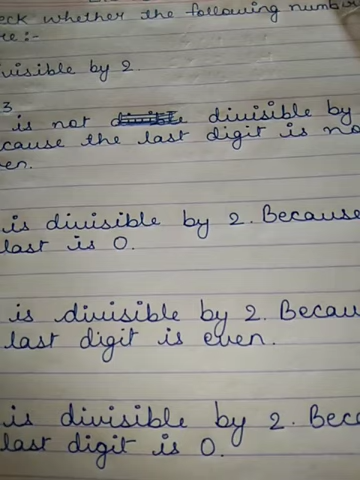 eck whether the following number
re:-
ivisible by 2
3
is not divisible by
cause the last digit is no
en.
is divisible by 2. Because
last is 0.
is divisible by 2. Becau
last digit is even.
is divisible by 2. Beca
last digit is 0.